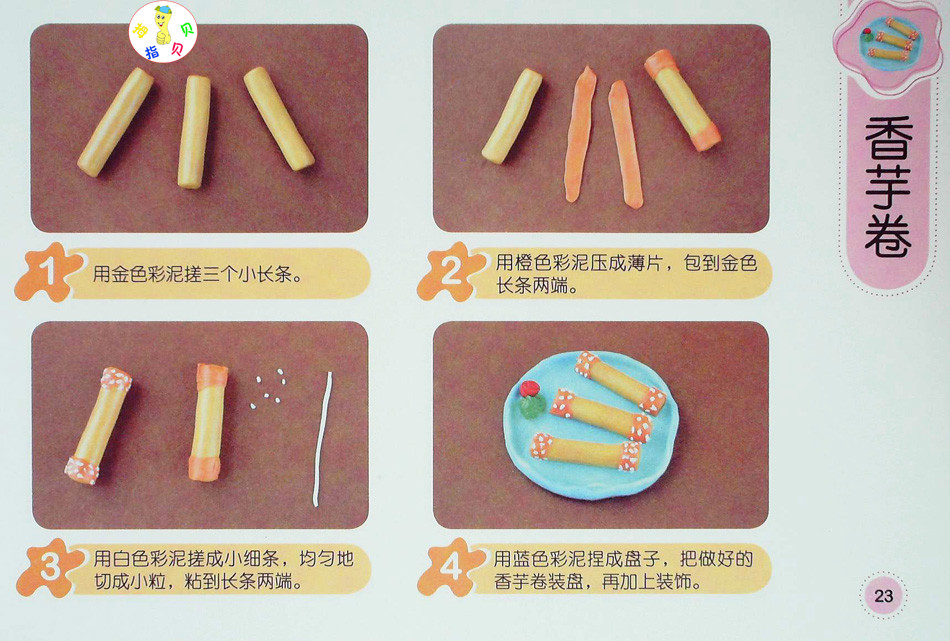 指贝贝
香芋卷
1 用金色彩泥搓三个小长条。
2 用橙色彩泥压成薄片，包到金色
长条两端。
3 用白色彩泥搓成小细条，均匀地
切成小粒，粘到长条两端。
4 用蓝色彩泥捏成盘子，把做好的
香芋卷装盘，再加上装饰。
23